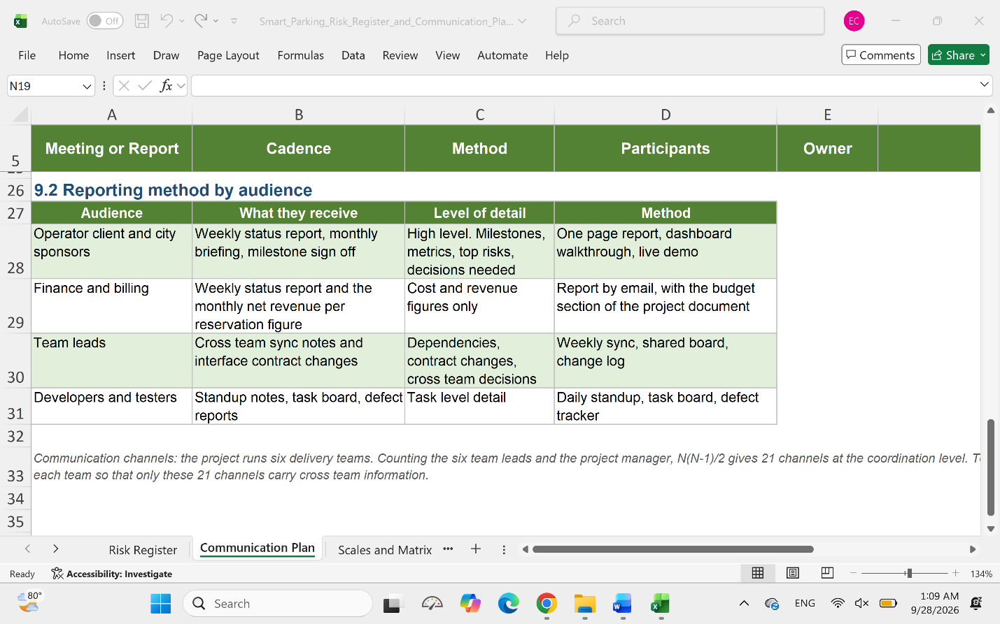 AutoSave Off Smart_Parking_Risk_Register_and_Communication_Pla... Search EC
File Home Insert Draw Page Layout Formulas Data Review View Automate Help Comments Share
N19 fx
A B C D E
5 Meeting or Report Cadence Method Participants Owner
26 9.2 Reporting method by audience
27 Audience What they receive Level of detail Method
Operator client and city Weekly status report, monthly High level. Milestones, One page report, dashboard
sponsors briefing, milestone sign off metrics, top risks, walkthrough, live demo
28 decisions needed
Finance and billing Weekly status report and the Cost and revenue Report by email, with the budget
monthly net revenue per figures only section of the project document
29 reservation figure
Team leads Cross team sync notes and Dependencies, Weekly sync, shared board,
interface contract changes contract changes, change log
30 cross team decisions
Developers and testers Standup notes, task board, defect Task level detail Daily standup, task board, defect
31 reports tracker
32
Communication channels: the project runs six delivery teams. Counting the six team leads and the project manager, N(N-1)/2 gives 21 channels at the coordination level.
33 each team so that only these 21 channels carry cross team information.
34
35
Risk Register Communication Plan Scales and Matrix ••• +
Ready Accessibility: Investigate 134%
80° Search ENG 1:09 AM
9/28/2026